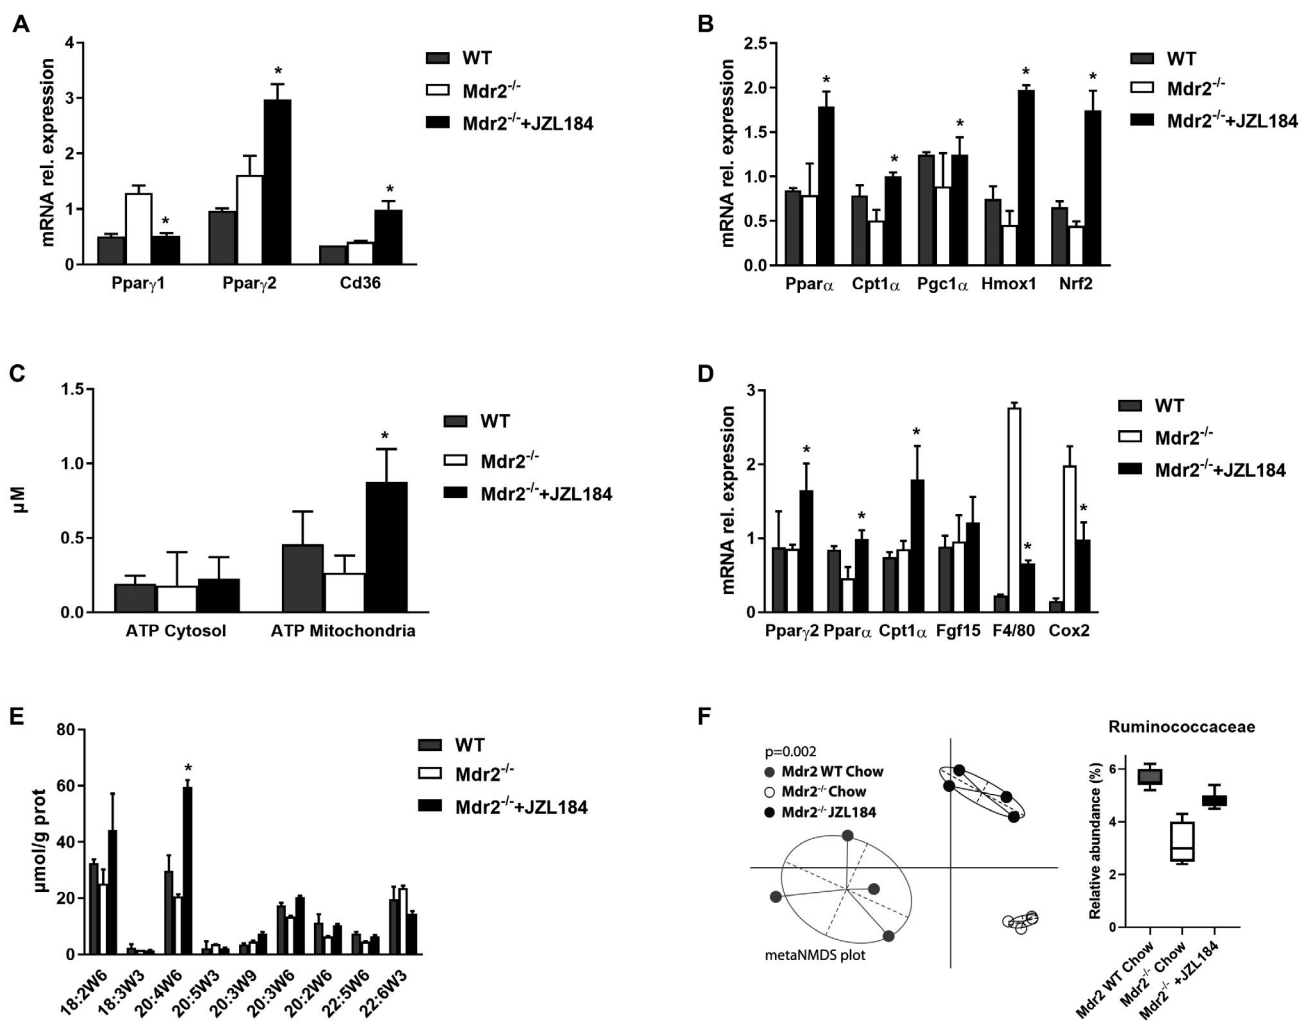 A
mRNA rel. expression
4
3
2
1
0
*
*
*
Pparγ1
Pparγ2
Cd36
WT
Mdr2-/-
Mdr2-/-+JZL184
B
mRNA rel. expression
2.5
2.0
1.5
1.0
0.5
0.0
*
*
*
*
*
Pparα
Cpt1α
Pgc1α
Hmox1
Nrf2
WT
Mdr2-/-
Mdr2-/-+JZL184
C
µM
1.5
1.0
0.5
0.0
*
ATP Cytosol
ATP Mitochondria
WT
Mdr2-/-
Mdr2-/-+JZL184
D
mRNA rel. expression
3
2
1
0
*
*
*
*
*
Pparγ2
Pparα
Cpt1α
Fgf15
F4/80
Cox2
WT
Mdr2-/-
Mdr2-/-+JZL184
E
µmol/g prot
80
60
40
20
0
*
18:2W6
18:3W3
20:4W6
20:5W3
20:3W9
20:3W6
20:2W6
22:5W6
22:6W3
WT
Mdr2-/-
Mdr2-/-+JZL184
F
p=0.002
Mdr2 WT Chow
Mdr2-/- Chow
Mdr2-/- JZL184
metaNMDS plot
Ruminococcaceae
Relative abundance (%)
6
4
2
0
Mdr2 WT Chow
Mdr2-/- Chow
Mdr2-/- +JZL184